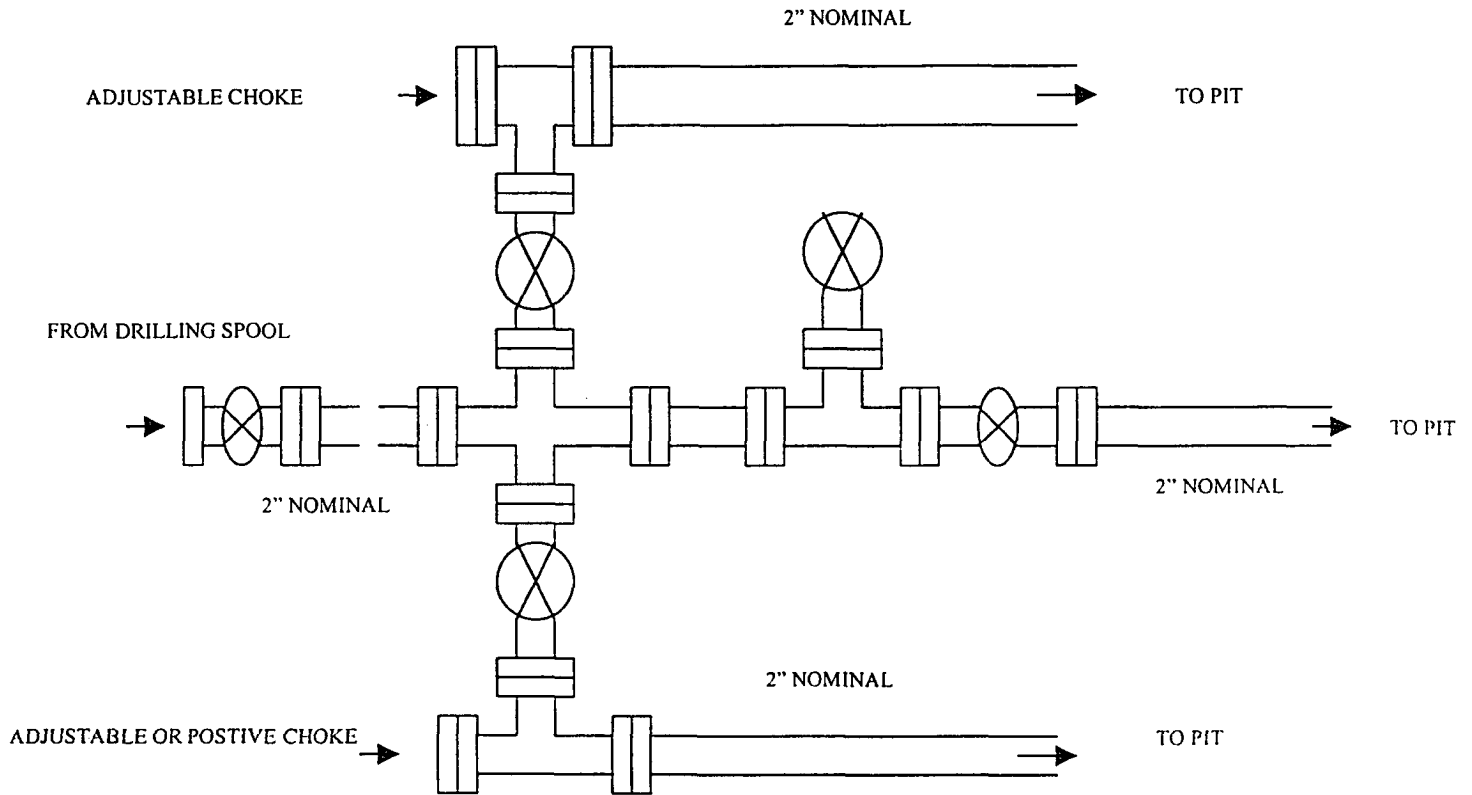 2” NOMINAL
ADJUSTABLE CHOKE
TO PIT
FROM DRILLING SPOOL
TO PIT
2” NOMINAL
2” NOMINAL
2” NOMINAL
ADJUSTABLE OR POSTIVE CHOKE
TO PIT